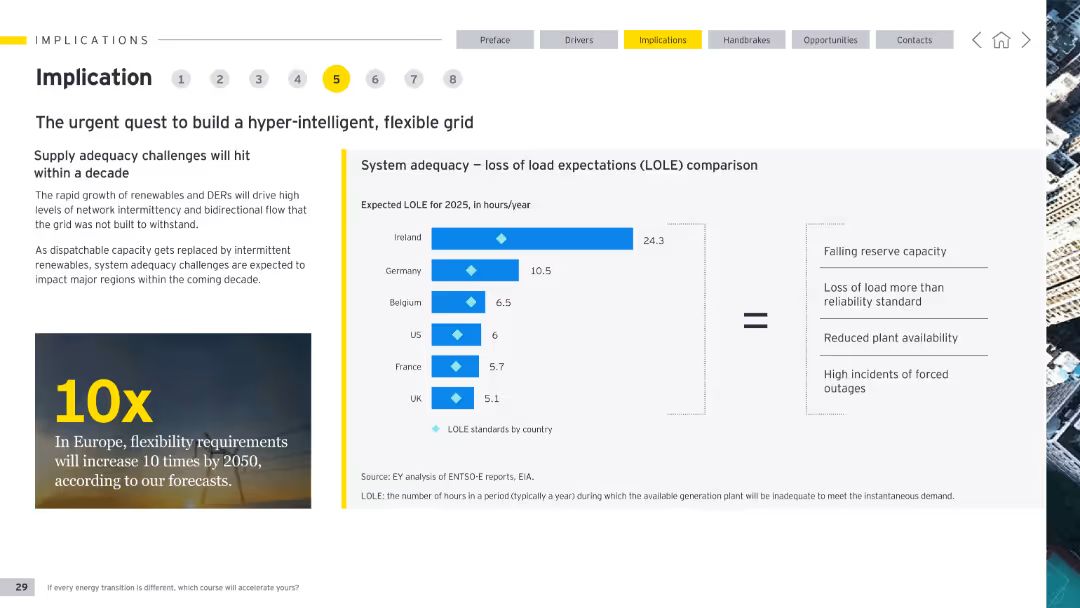 IMPLICATIONS
Preface
Drivers
Implications
Handbrakes
Opportunities
Contacts
Implication
1
2
3
4
5
6
7
8
The urgent quest to build a hyper-intelligent, flexible grid
Supply adequacy challenges will hit
within a decade
The rapid growth of renewables and DERs will drive high
levels of network intermittency and bidirectional flow that
the grid was not built to withstand.
As dispatchable capacity gets replaced by intermittent
renewables, system adequacy challenges are expected to
impact major regions within the coming decade.
10x
In Europe, flexibility requirements
will increase 10 times by 2050,
according to our forecasts.
System adequacy – loss of load expectations (LOLE) comparison
Expected LOLE for 2025, in hours/year
Ireland 24.3
Germany 10.5
Belgium 6.5
US 6
France 5.7
UK 5.1
LOLE standards by country
=
Falling reserve capacity
Loss of load more than
reliability standard
Reduced plant availability
High incidents of forced
outages
Source: EY analysis of ENTSO-E reports, EIA.
LOLE: the number of hours in a period (typically a year) during which the available generation plant will be inadequate to meet the instantaneous demand.
29
If every energy transition is different, which course will accelerate yours?